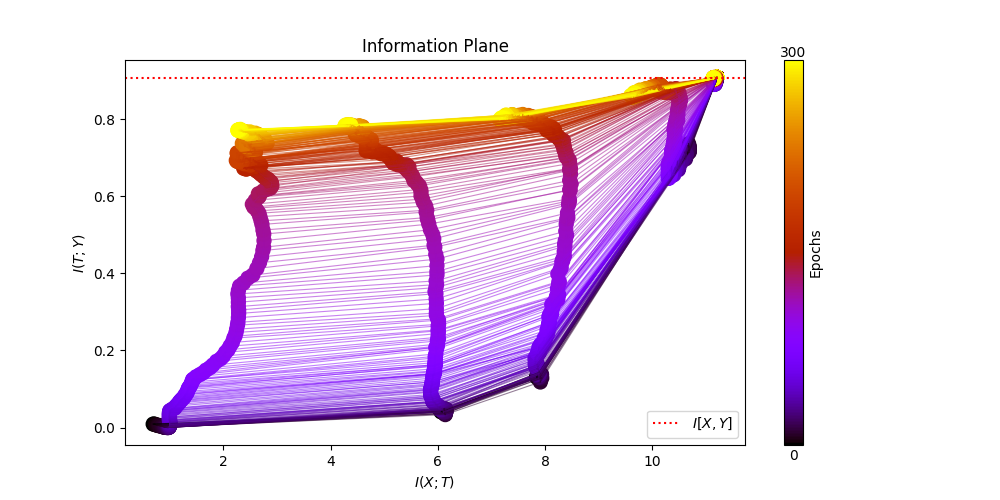 Information Plane
300
0.8
0.6
0.4
0.2
0.0
I(T; Y)
Epochs
I[X, Y]
2
4
6
8
10
0
I(X; T)